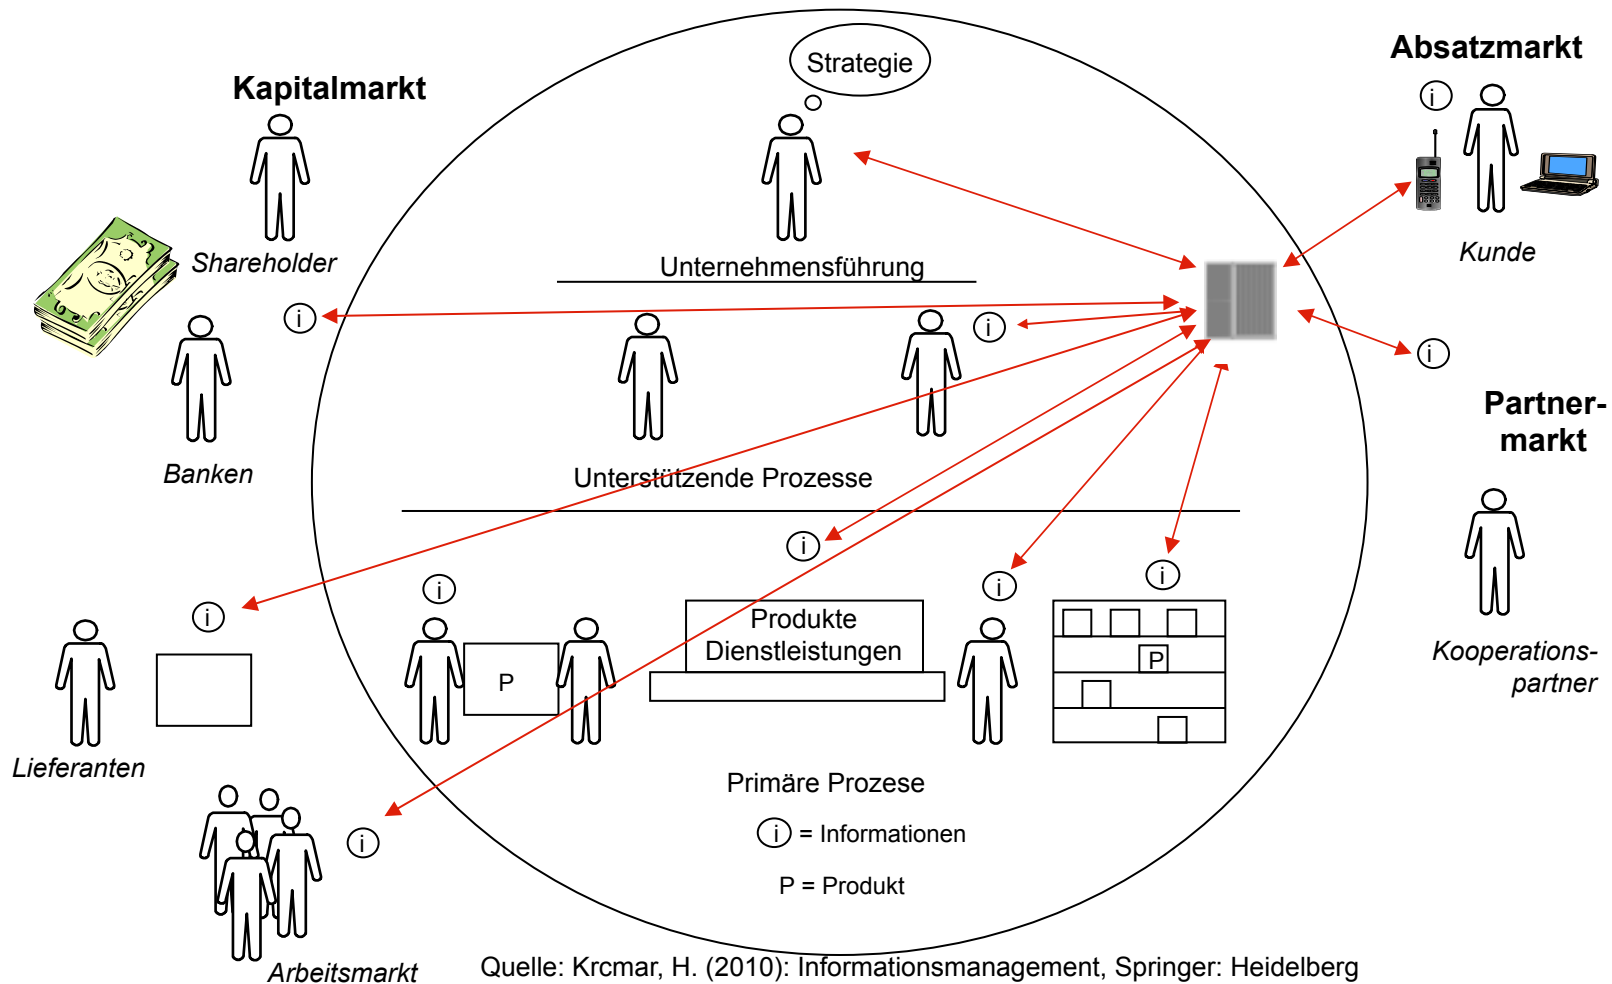 Strategie
Absatzmarkt
Kapitalmarkt
i
Shareholder
Unternehmensführung
Kunde
i
i
i
Partner-
markt
Banken
Unterstützende Prozesse
i
i
i
i
i
Produkte
Dienstleistungen
P
P
Kooperations-
partner
Lieferanten
Primäre Prozese
i = Informationen
i
P = Produkt
Arbeitsmarkt
Quelle: Krcmar, H. (2010): Informationsmanagement, Springer: Heidelberg